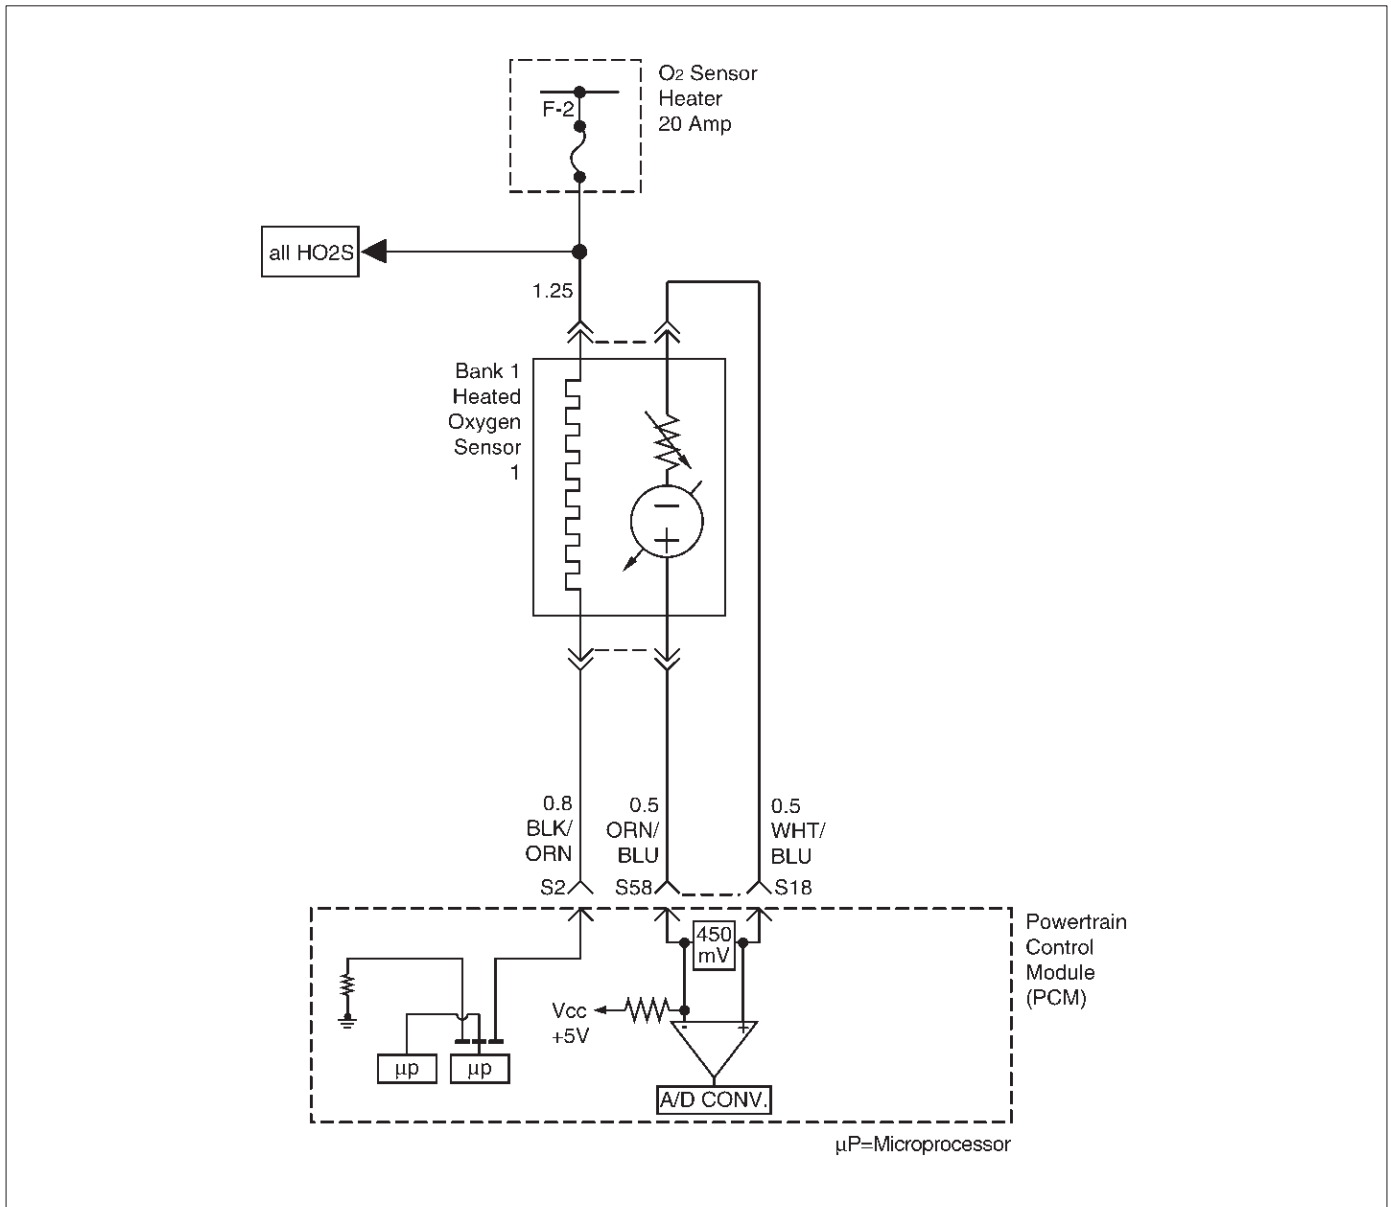 O2 Sensor
Heater
20 Amp
F-2
all HO2S
1.25
Bank 1
Heated
Oxygen
Sensor
1
0.8
BLK/
ORN
0.5
ORN/
BLU
0.5
WHT/
BLU
S2
S58
S18
Powertrain
Control
Module
(PCM)
450
mV
Vcc
+5V
- +
µp
µp
A/D CONV.
µP=Microprocessor